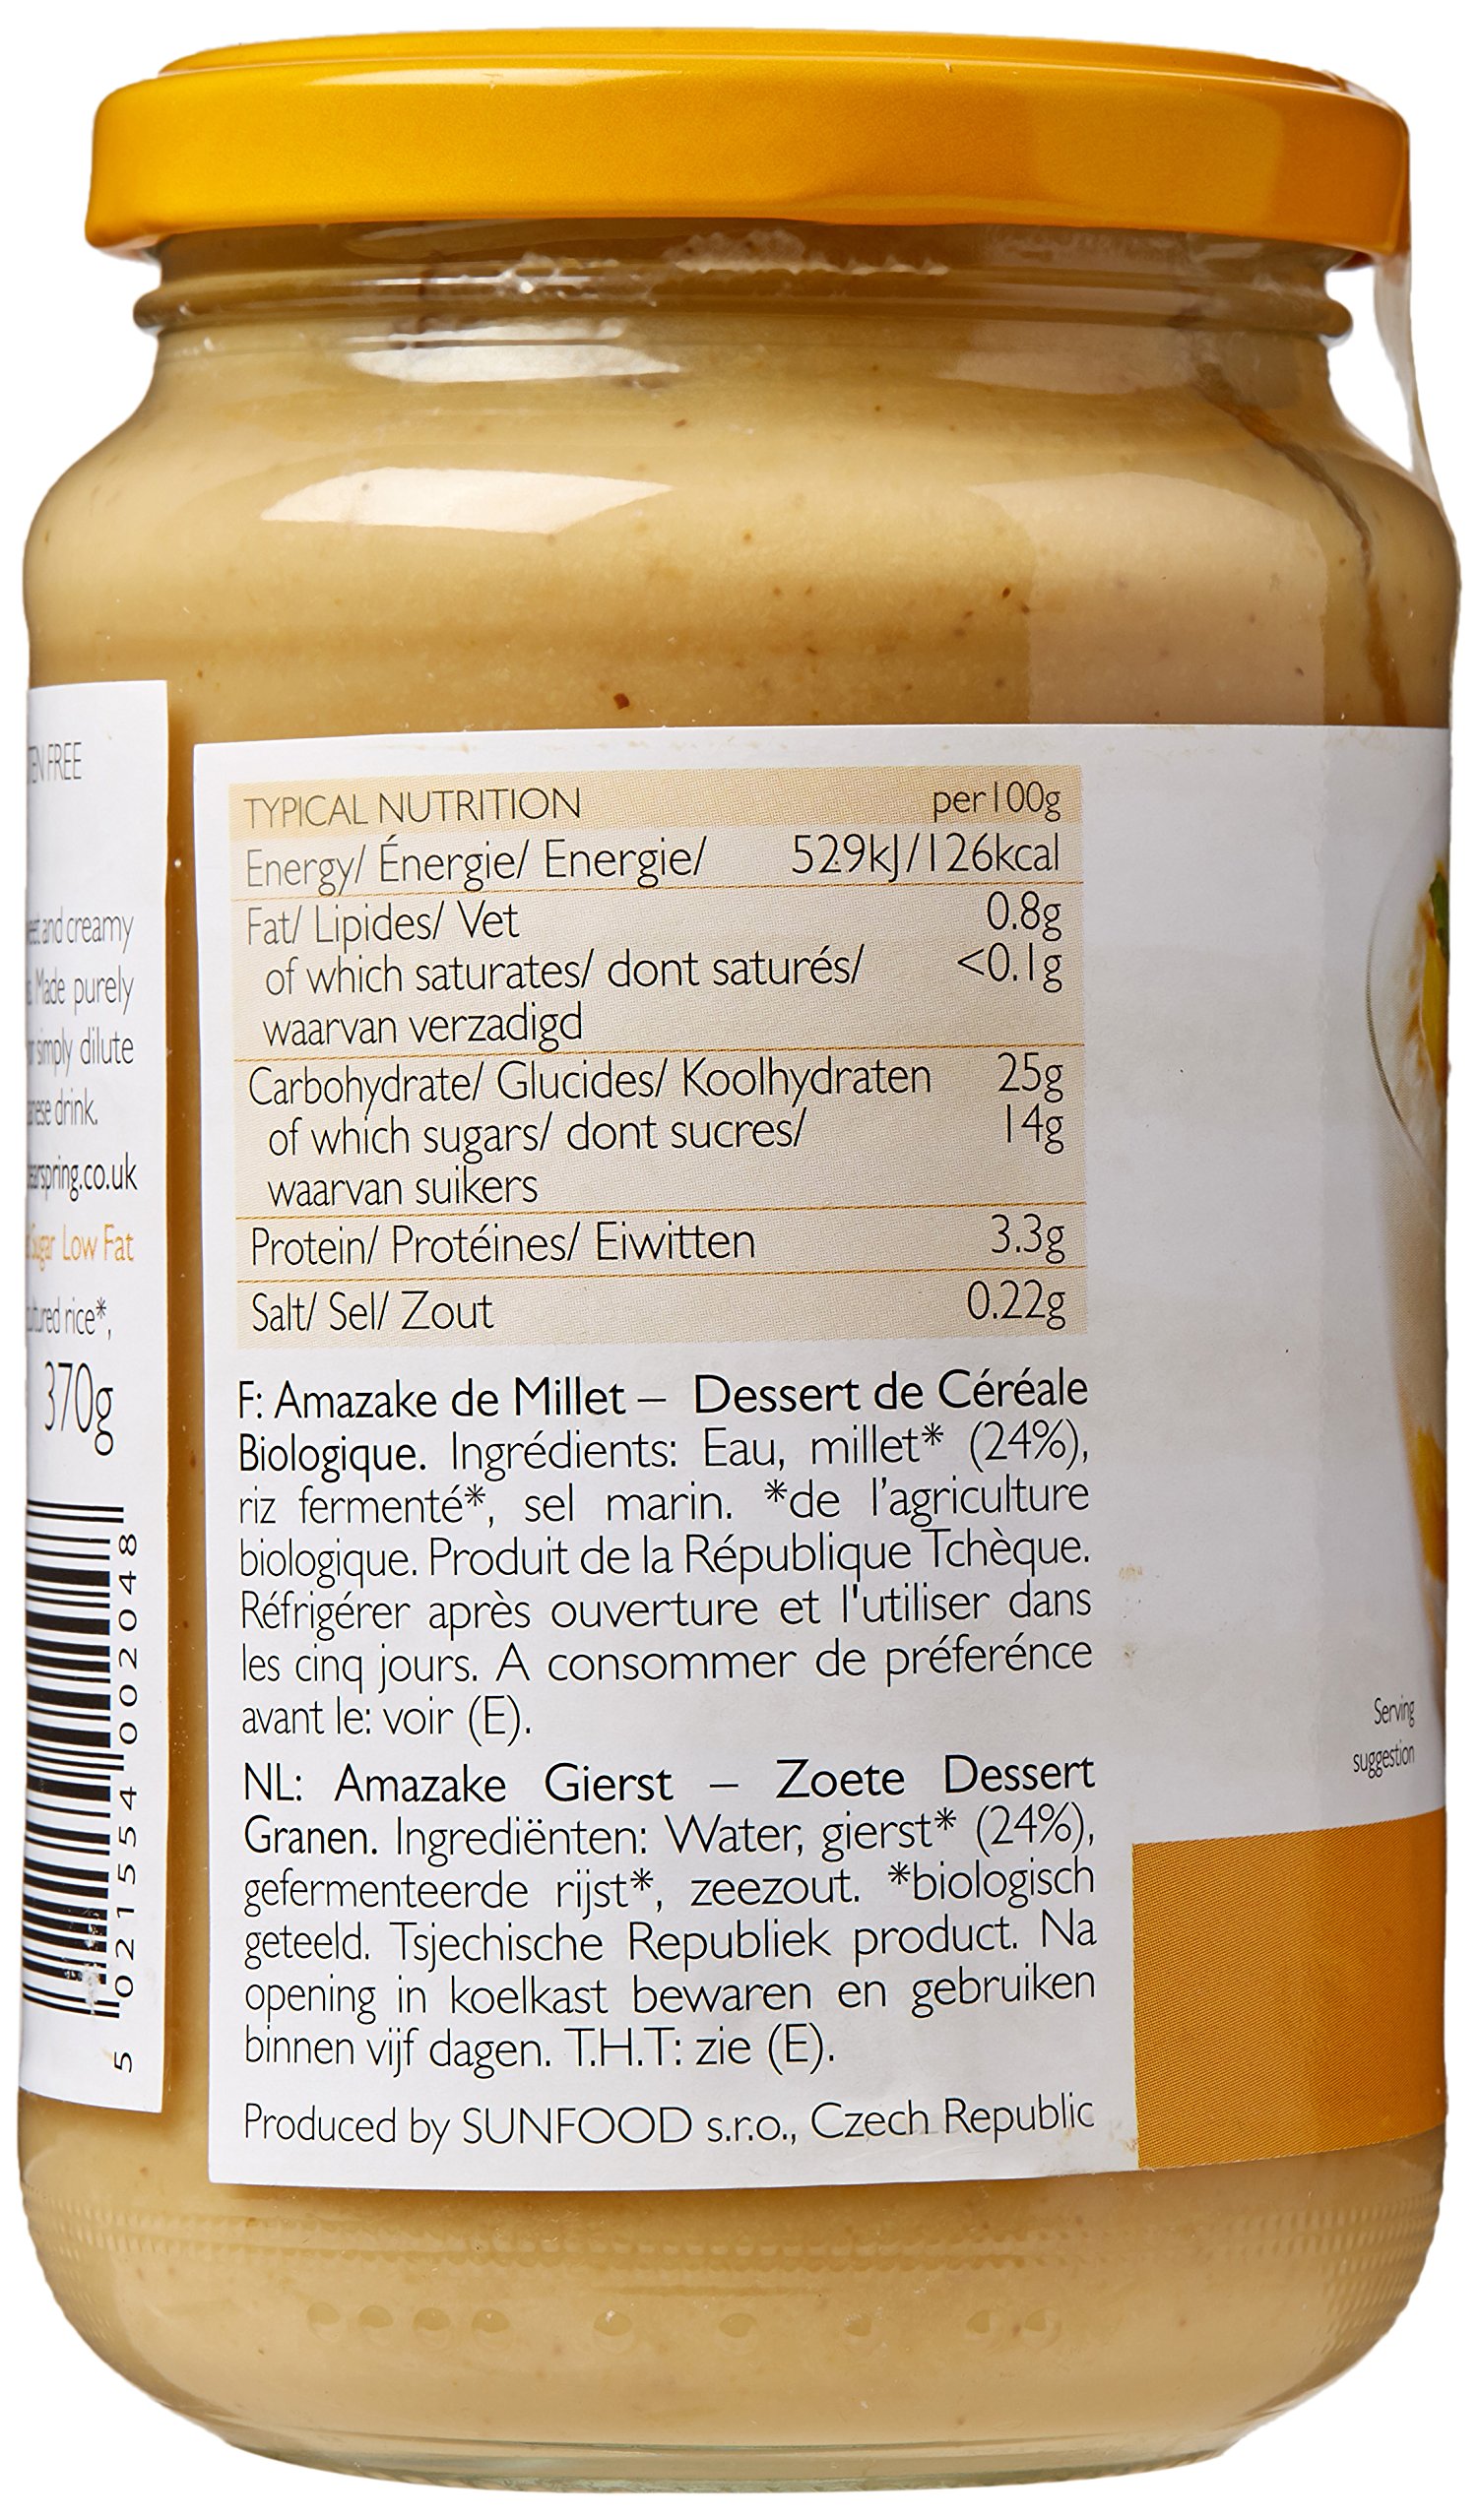 FREE
and creamy
Made purely
simply dilute
drink.
spring.co.uk
Low Fat
rice*,
370g
5 021554 002048
TYPICAL NUTRITION per100g
Energy/ Énergie/ Energie/ 529kJ/126kcal
Fat/ Lipides/ Vet 0.8g
of which saturates/ dont saturés/ <0.1g
waarvan verzadigd
Carbohydrate/ Glucides/ Koolhydraten 25g
of which sugars/ dont sucres/ 14g
waarvan suikers
Protein/ Protéines/ Eiwitten 3.3g
Salt/ Sel/ Zout 0.22g
F: Amazake de Millet – Dessert de Céréale
Biologique. Ingrédients: Eau, millet* (24%),
riz fermenté*, sel marin. *de l'agriculture
biologique. Produit de la République Tchèque.
Réfrigérer après ouverture et l'utiliser dans
les cinq jours. A consommer de préferénce
avant le: voir (E).
NL: Amazake Gierst – Zoete Dessert
Granen. Ingrediënten: Water, gierst* (24%),
gefermenteerde rijst*, zeezout. *biologisch
geteeld. Tsjechische Republiek product. Na
opening in koelkast bewaren en gebruiken
binnen vijf dagen. T.H.T: zie (E).
Produced by SUNFOOD s.r.o., Czech Republic
Serving
suggestion